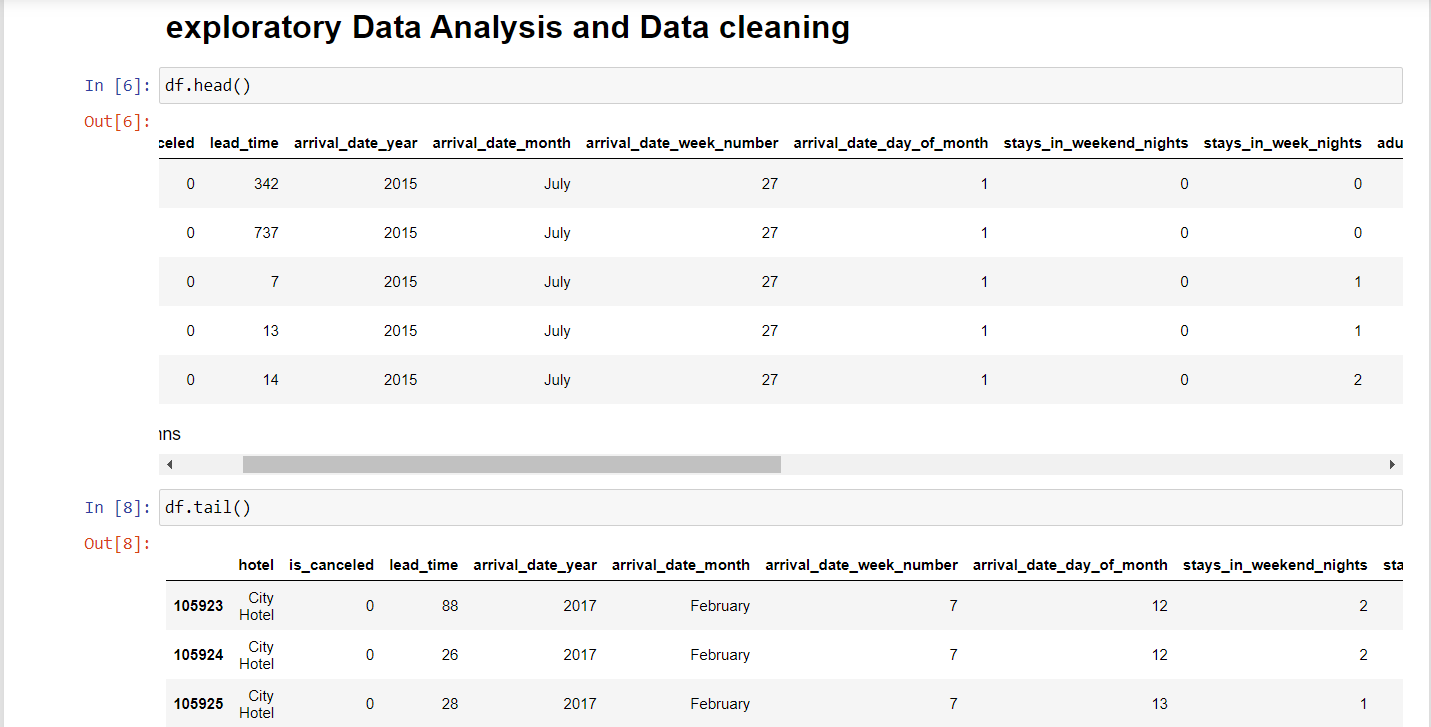 exploratory Data Analysis and Data cleaning
In [6]: df.head()
Out[6]:
celed lead_time arrival_date_year arrival_date_month arrival_date_week_number arrival_date_day_of_month stays_in_weekend_nights stays_in_week_nights adu
0 342 2015 July 27 1 0 0
0 737 2015 July 27 1 0 0
0 7 2015 July 27 1 0 1
0 13 2015 July 27 1 0 1
0 14 2015 July 27 1 0 2
nns
In [8]: df.tail()
Out[8]:
hotel is_canceled lead_time arrival_date_year arrival_date_month arrival_date_week_number arrival_date_day_of_month stays_in_weekend_nights sta
105923 City Hotel 0 88 2017 February 7 12 2
105924 City Hotel 0 26 2017 February 7 12 2
105925 City Hotel 0 28 2017 February 7 13 1